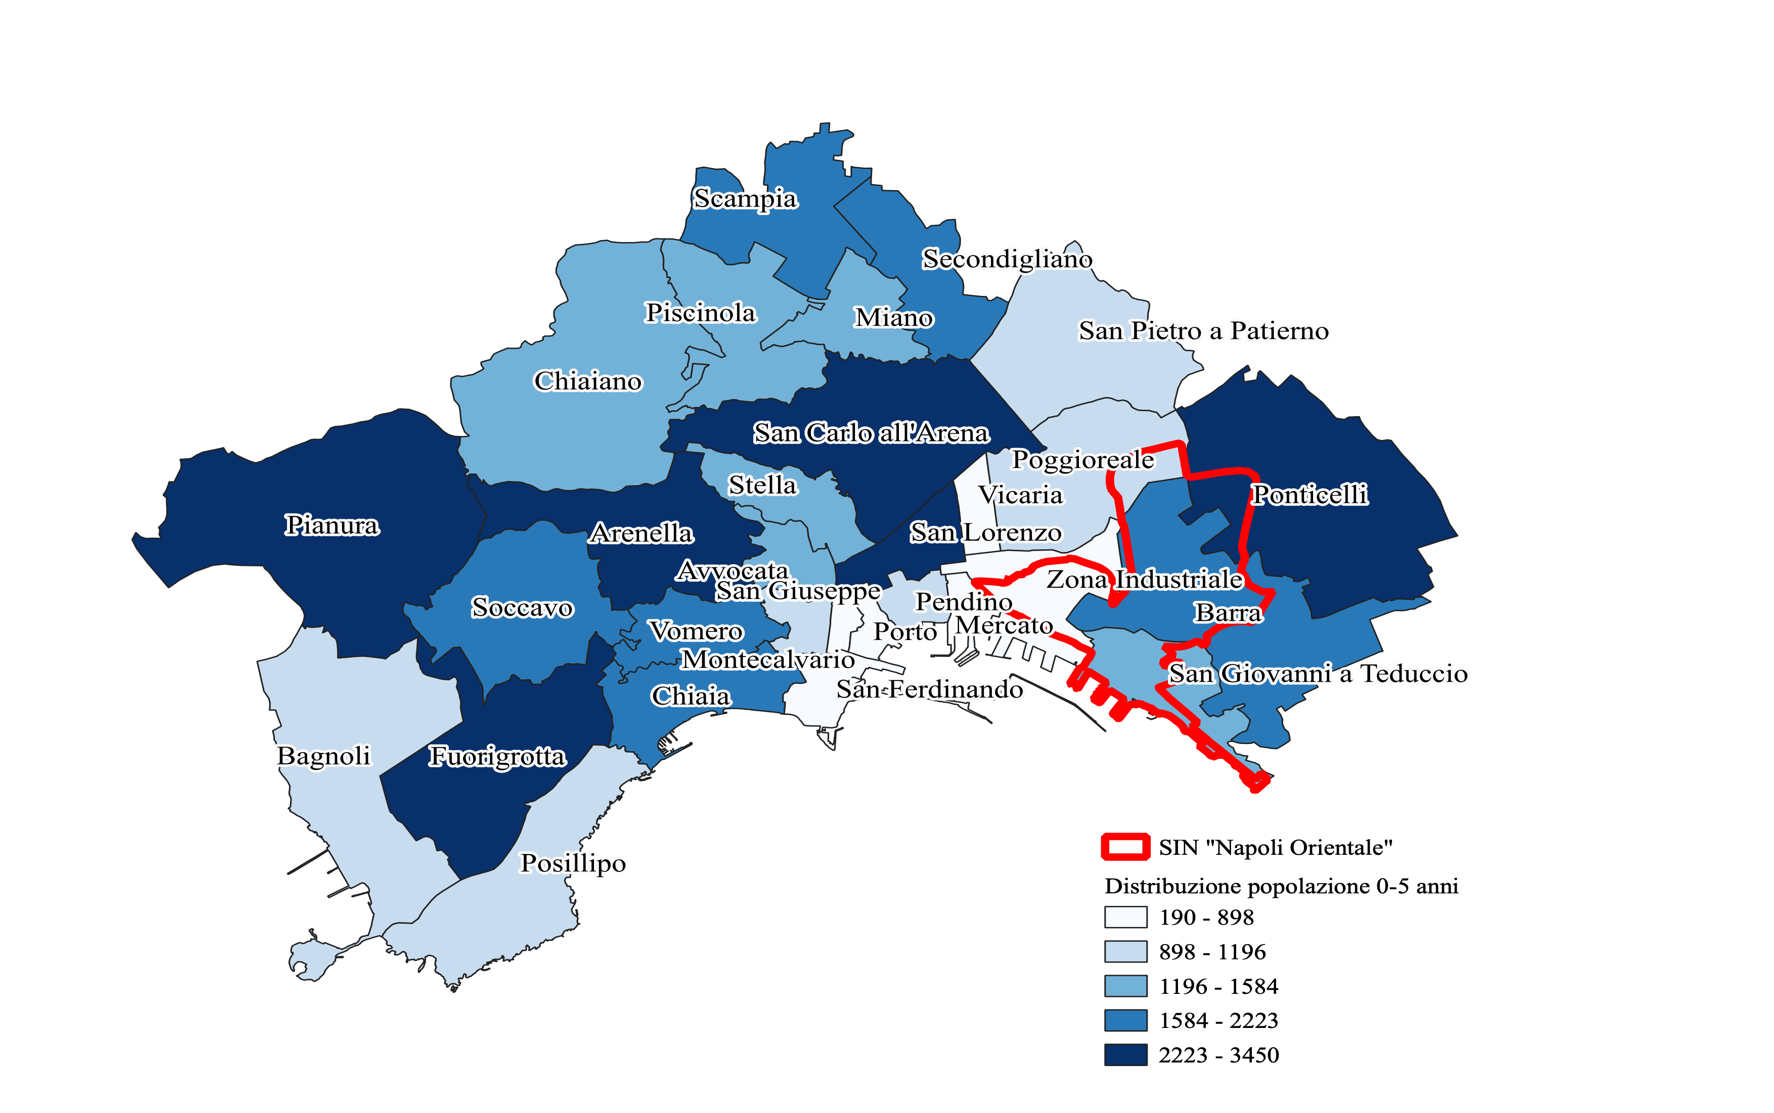 Scampia
Secondigliano
Piscinola
Miano
San Pietro a Patierno
Chiaiano
San Carlo all'Arena
Poggioreale
Stella
Vicaria
Ponticelli
Pianura
Arenella
San Lorenzo
Avvocata
Zona Industriale
San Giuseppe
Soccavo
Pendino
Barra
Vomero
Porto
Mercato
Montecalvario
San Giovanni a Teduccio
Chiaia
San Ferdinando
Bagnoli
Fuorigrotta
Posillipo
SIN "Napoli Orientale"
Distribuzione popolazione 0-5 anni
190 - 898
898 - 1196
1196 - 1584
1584 - 2223
2223 - 3450